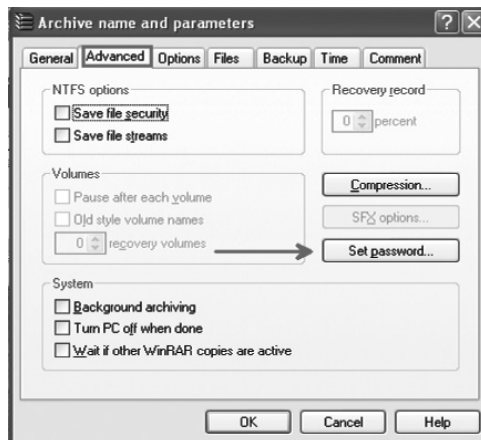 Archive name and parameters
General Advanced Options Files Backup Time Comment
NTFS options
Save file security
Save file streams
Recovery record
0 percent
Volumes
Pause after each volume
Old style volume names
0 recovery volumes
Compression...
SFX options...
Set password...
System
Background archiving
Turn PC off when done
Wait if other WinRAR copies are active
OK Cancel Help